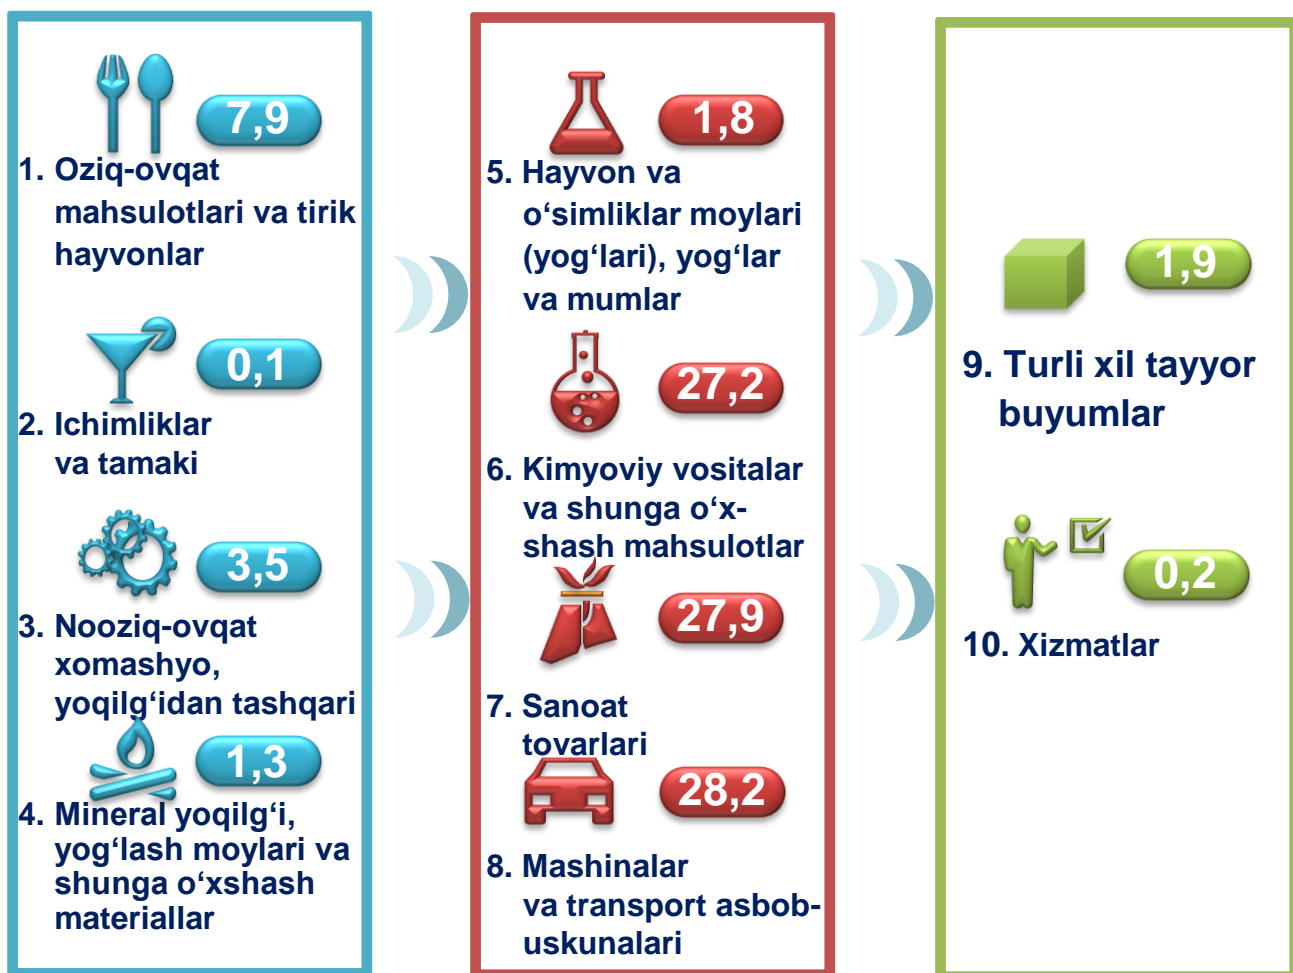 7,9
1. Oziq-ovqat
mahsulotlari va tirik
hayvonlar
0,1
2. Ichimliklar
va tamaki
3,5
3. Nooziq-ovqat
xomashyo,
yoqilg‘idan tashqari
1,3
4. Mineral yoqilg‘i,
yog‘lash moylari va
shunga o‘xshash
materiallar
1,8
5. Hayvon va
o‘simliklar moylari
(yog‘lari), yog‘lar
va mumlar
27,2
6. Kimyoviy vositalar
va shunga o‘x-
shash mahsulotlar
27,9
7. Sanoat
tovarlari
28,2
8. Mashinalar
va transport asbob-
uskunalari
1,9
9. Turli xil tayyor
buyumlar
0,2
10. Xizmatlar